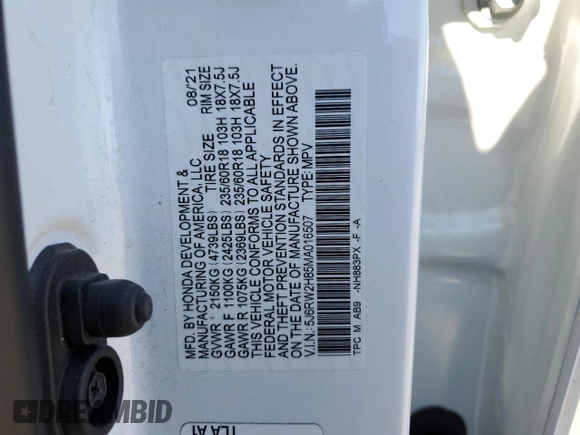 MFD. BY HONDA DEVELOPMENT &
MANUFACTURING OF AMERICA, LLC 08/21
GVWR 2150KG(4739LBS) TIRE SIZE RIM SIZE
GAWR F 1100KG(2425LBS) 235/60R18 103H 18X7.5J
GAWR R 1075KG(2369LBS) 235/60R18 103H 18X7.5J
THIS VEHICLE CONFORMS TO ALL APPLICABLE
FEDERAL MOTOR VEHICLE SAFETY
AND THEFT PREVENTION STANDARDS IN EFFECT
ON THE DATE OF MANUFACTURE SHOWN ABOVE.
V.I.N.: 5J6RW2H85MA016507 TYPE: MPV
TPC M AB9 -NH883PX -F -A
DREAMBID